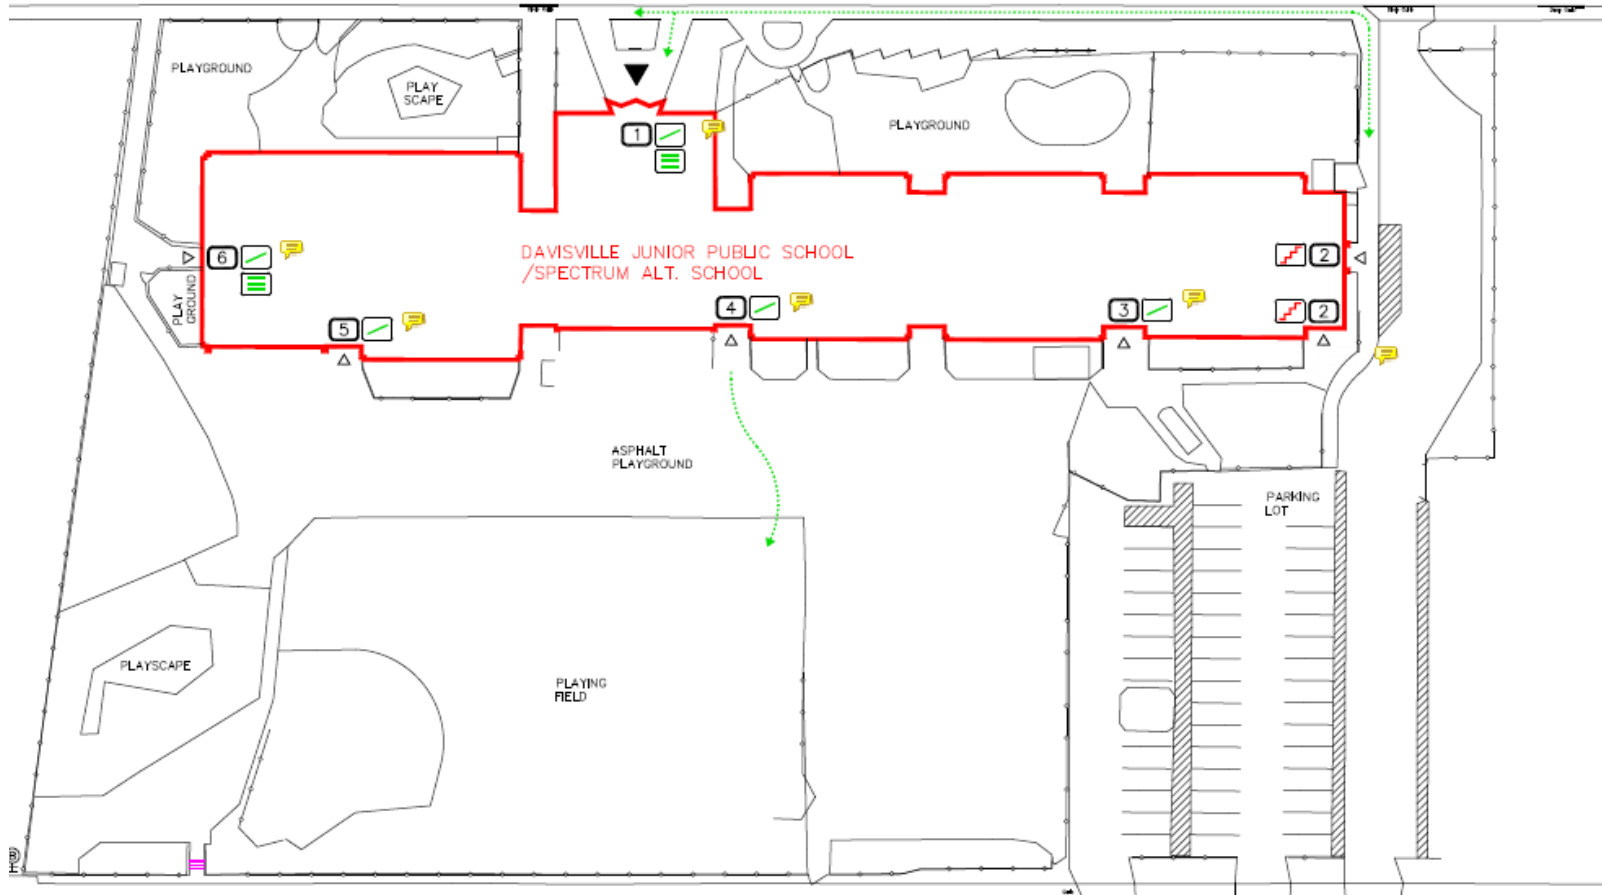 PLAYGROUND
PLAY
SCAPE
PLAYGROUND
1
DAVISVILLE JUNIOR PUBLIC SCHOOL
/SPECTRUM ALT. SCHOOL
6
2
PLAY
GROUND
5
4
3
2
ASPHALT
PLAYGROUND
PARKING
LOT
PLAYSCAPE
PLAYING
FIELD